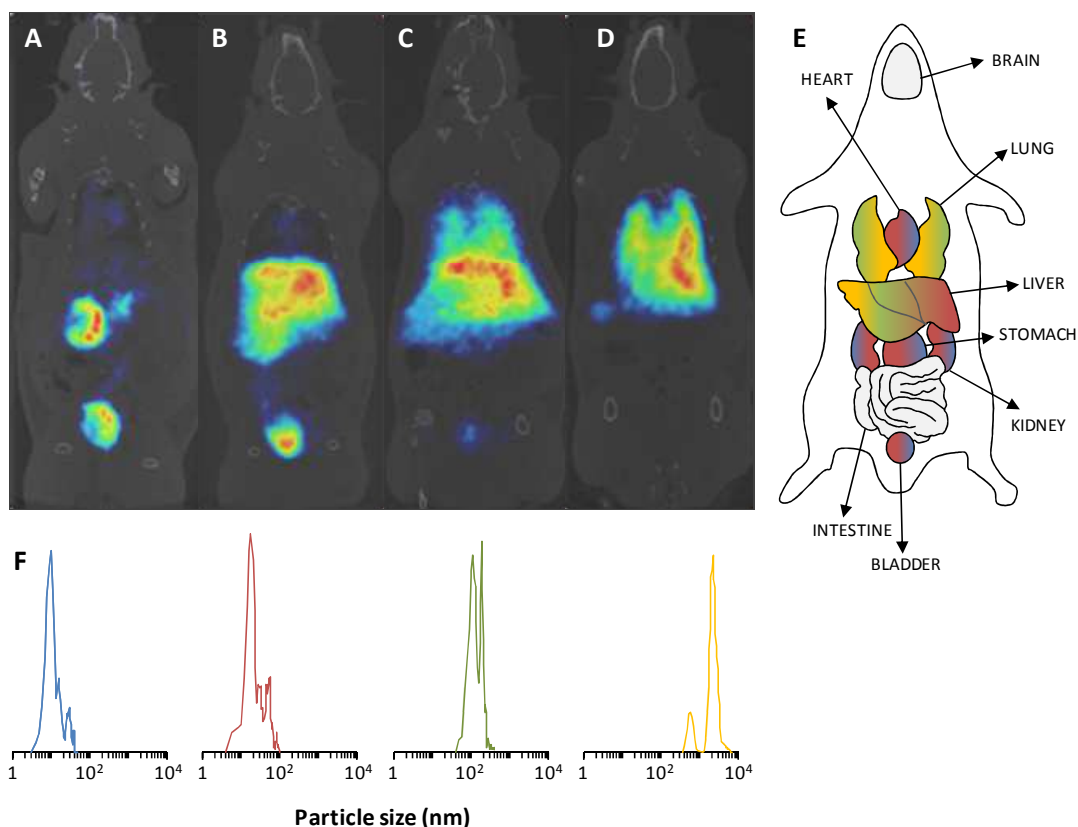 A
B
C
D
E
BRAIN
HEART
LUNG
LIVER
STOMACH
KIDNEY
INTESTINE
BLADDER
F
1 10² 10⁴
1 10² 10⁴
1 10² 10⁴
1 10² 10⁴
Particle size (nm)